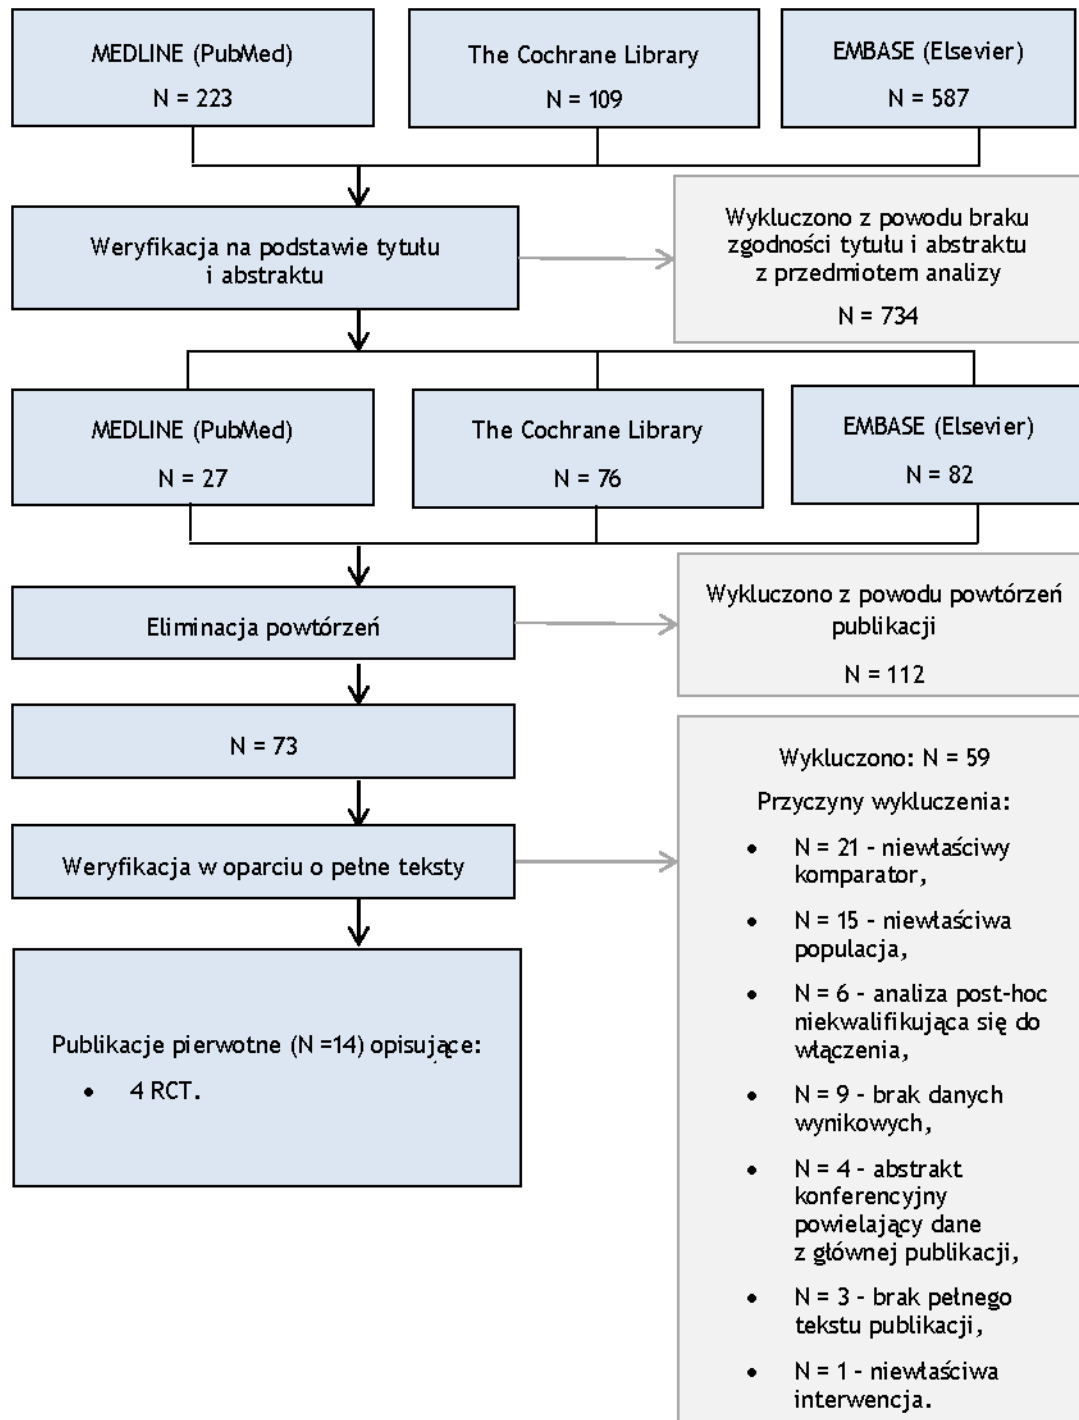 MEDLINE (PubMed)
N = 223
The Cochrane Library
N = 109
EMBASE (Elsevier)
N = 587
Weryfikacja na podstawie tytułu
i abstraktu
Wykluczono z powodu braku
zgodności tytułu i abstraktu
z przedmiotem analizy
N = 734
MEDLINE (PubMed)
N = 27
The Cochrane Library
N = 76
EMBASE (Elsevier)
N = 82
Eliminacja powtórzeń
Wykluczono z powodu powtórzeń
publikacji
N = 112
N = 73
Weryfikacja w oparciu o pełne teksty
Wykluczono: N = 59
Przyczyny wykluczenia:
• N = 21 - niewłaściwy
komparator,
• N = 15 - niewłaściwa
populacja,
• N = 6 - analiza post-hoc
niekwalifikująca się do
włączenia,
• N = 9 - brak danych
wynikowych,
• N = 4 - abstrakt
konferencyjny
powielający dane
z głównej publikacji,
• N = 3 - brak pełnego
tekstu publikacji,
• N = 1 - niewłaściwa
interwencja.
Publikacje pierwotne (N =14) opisujące:
• 4 RCT.